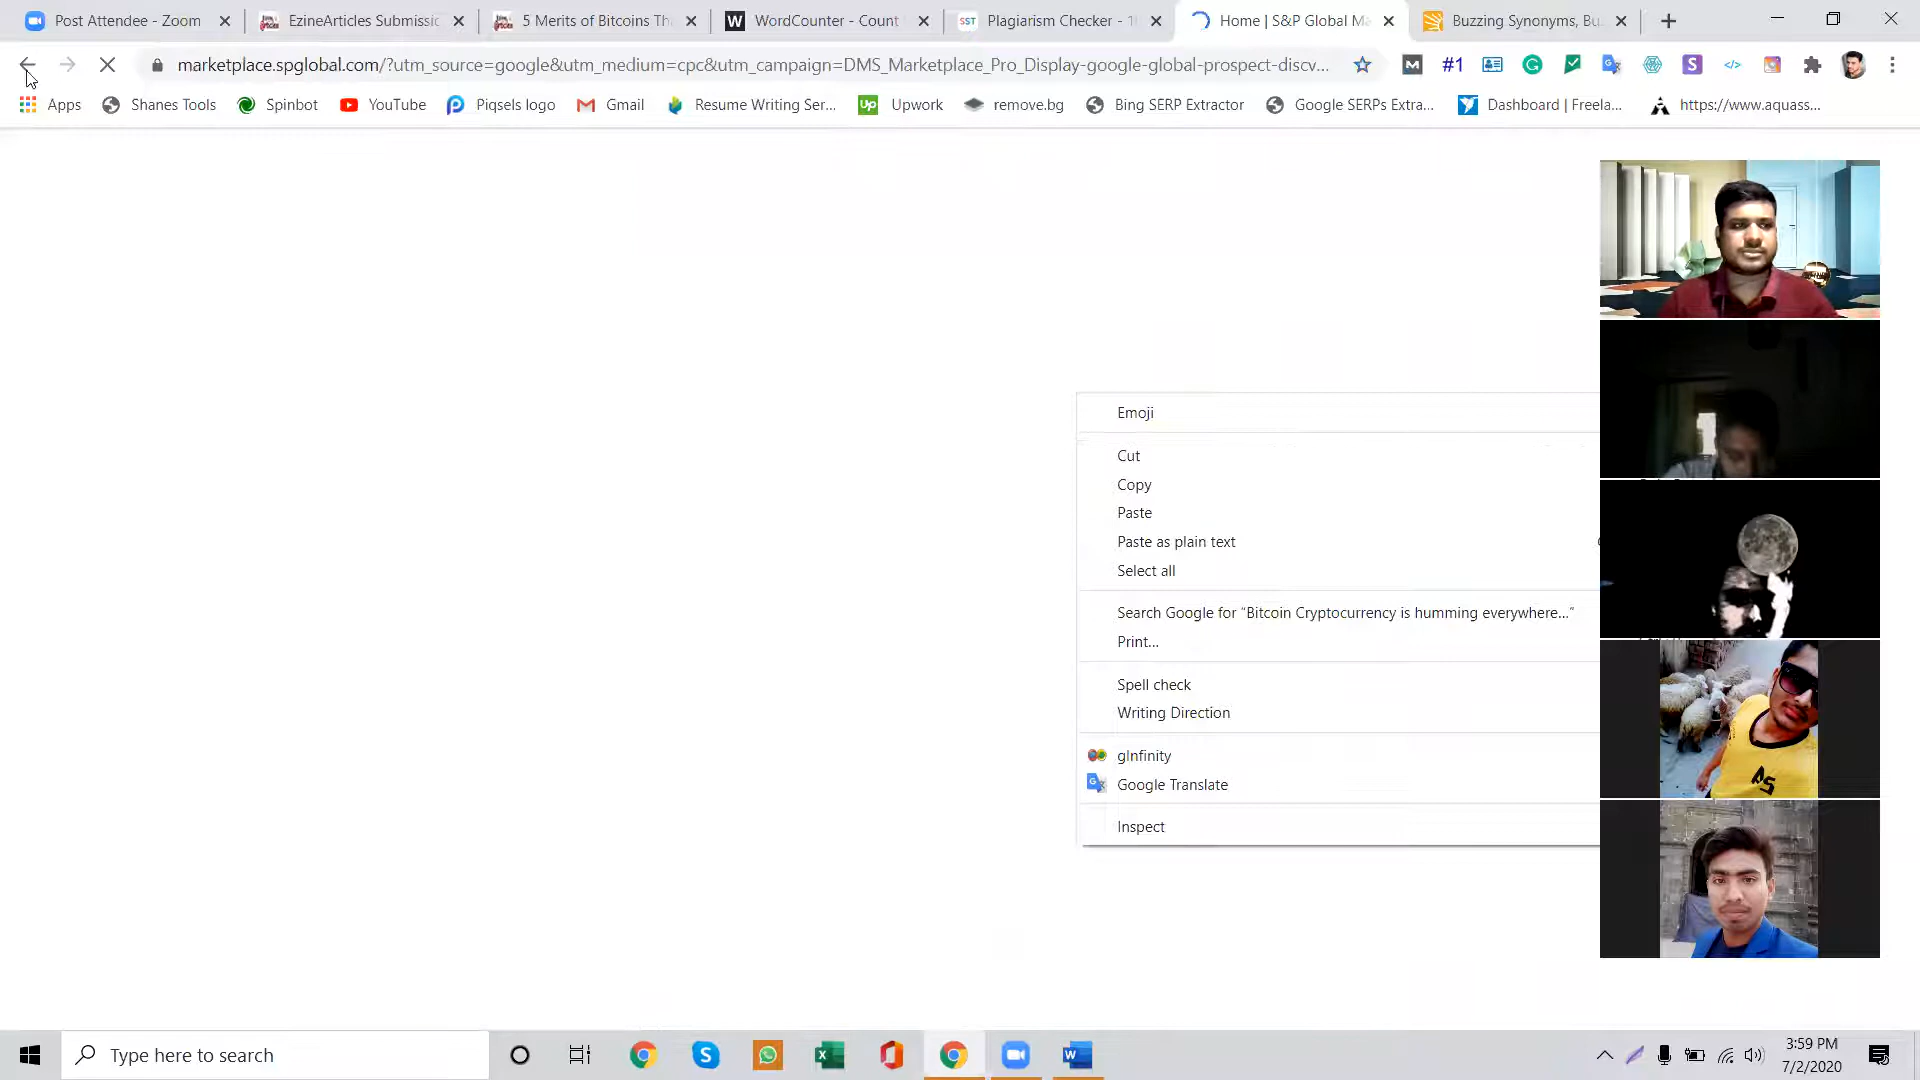 Post Attendee - Zoom
EzineArticles Submissic
5 Merits of Bitcoins Th
WordCounter - Count
SST Plagiarism Checker - 1
Home | S&P Global Ma
Buzzing Synonyms, Bu
marketplace.spglobal.com/?utm_source=google&utm_medium=cpc&utm_campaign=DMS_Marketplace_Pro_Display-google-global-prospect-discv...
#1
Apps
Shanes Tools
Spinbot
YouTube
Piqsels logo
Gmail
Resume Writing Ser...
Up Upwork
remove.bg
Bing SERP Extractor
Google SERPs Extra...
Dashboard | Freela...
https://www.aquass...
Emoji
Cut
Copy
Paste
Paste as plain text
Select all
Search Google for “Bitcoin Cryptocurrency is humming everywhere...”
Print...
Spell check
Writing Direction
gInfinity
Google Translate
Inspect
AS
Type here to search
3:59 PM
7/2/2020